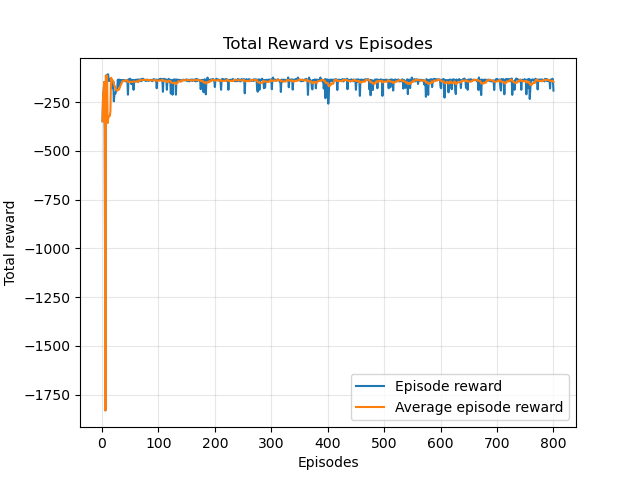 Total Reward vs Episodes
Total reward
−250
−500
−750
−1000
−1250
−1500
−1750
0 100 200 300 400 500 600 700 800
Episodes
Episode reward
Average episode reward